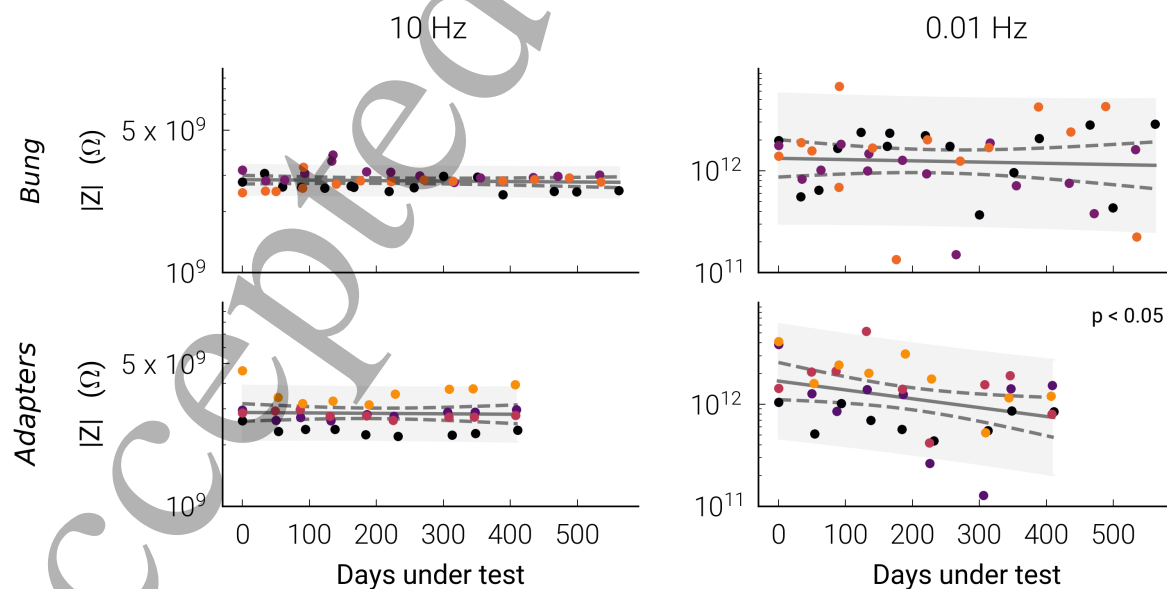 10 Hz
0.01 Hz
Bung
|Z| (Ω)
5 x 10⁹
10⁹
10¹²
10¹¹
Adapters
|Z| (Ω)
5 x 10⁹
10⁹
10¹²
10¹¹
p < 0.05
0 100 200 300 400 500
0 100 200 300 400 500
Days under test
Days under test
ccepted